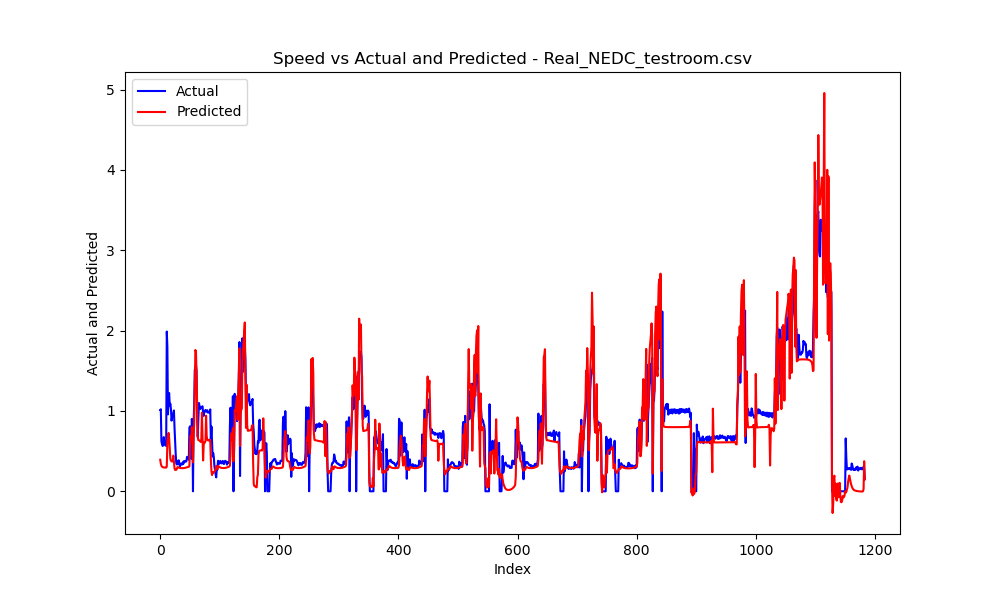 Speed vs Actual and Predicted - Real_NEDC_testroom.csv
Actual
Predicted
Actual and Predicted
5
4
3
2
1
0
0 200 400 600 800 1000 1200
Index